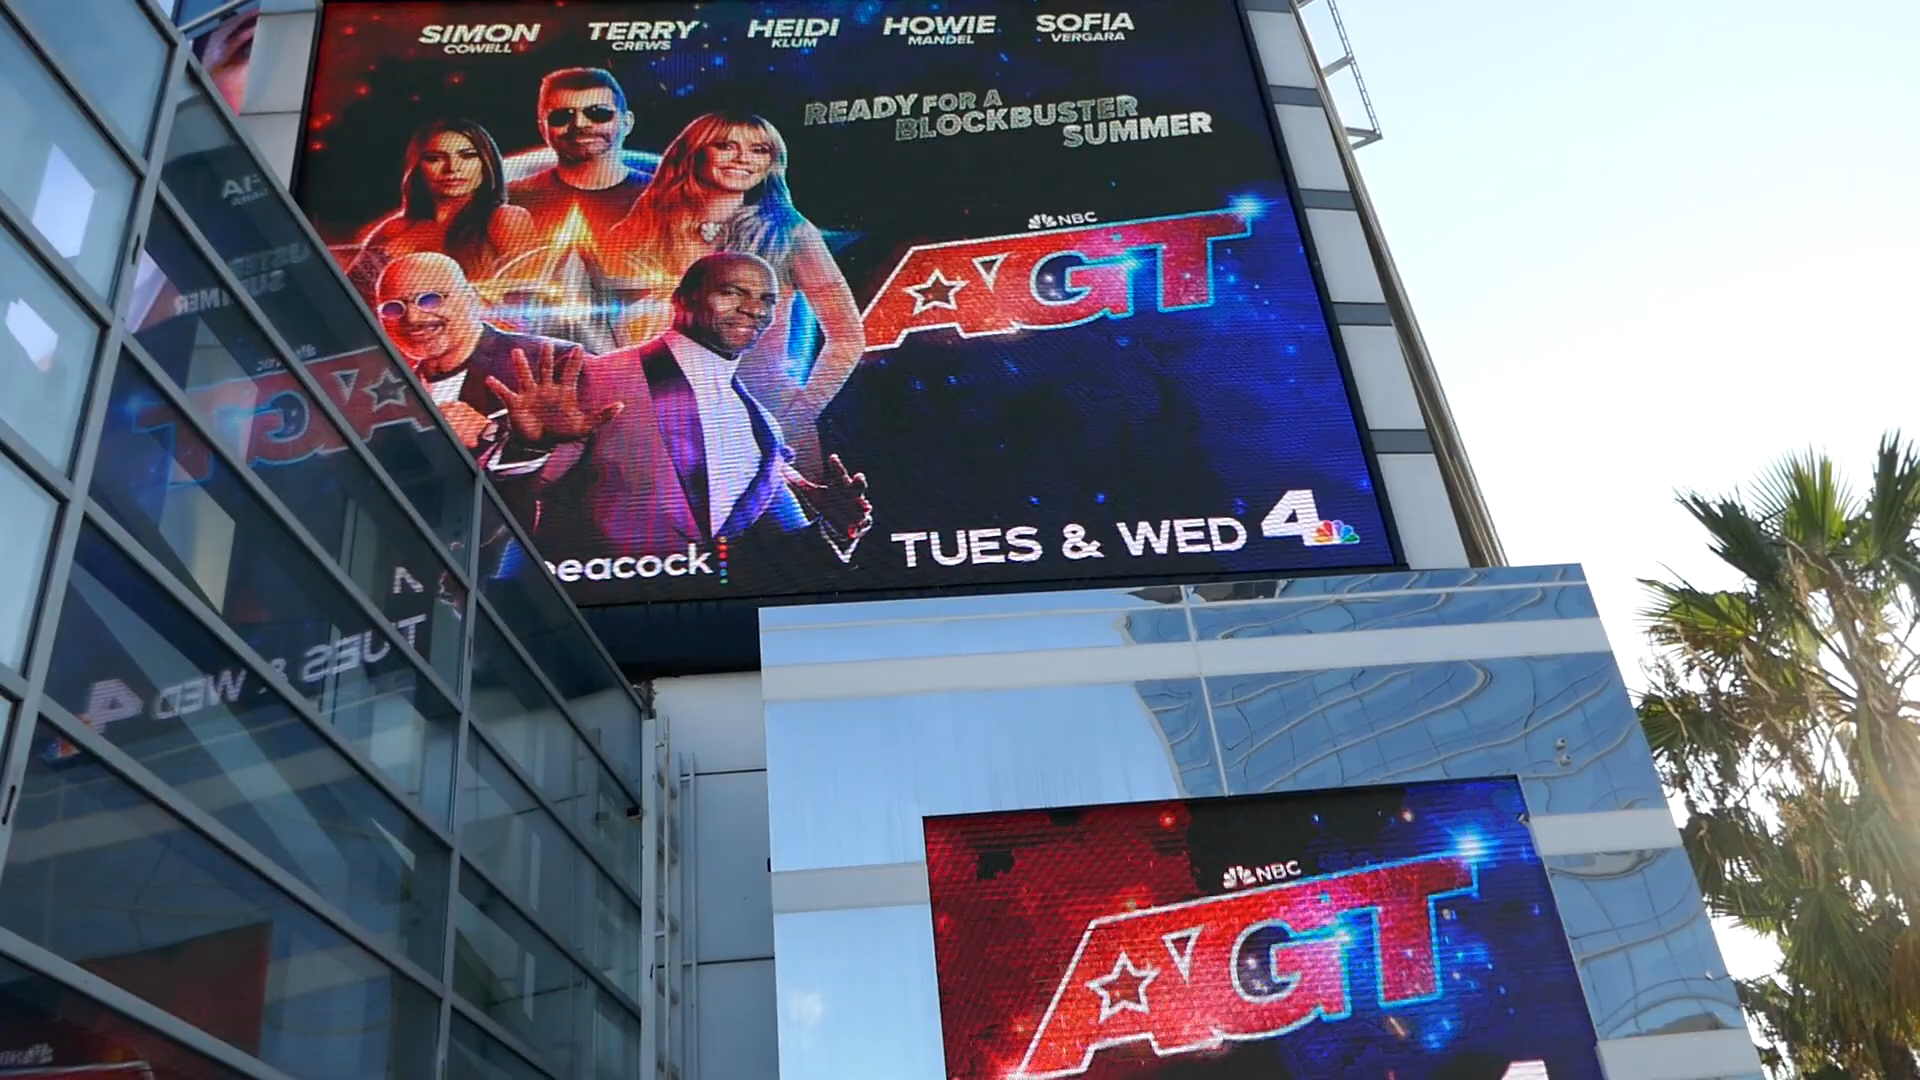 SIMON COWELL
TERRY CREWS
HEIDI KLUM
HOWIE MANDEL
SOFIA VERGARA
READY FOR A
BLOCKBUSTER
SUMMER
NBC
AGT
peacock
TUES & WED 4
NBC
AGT